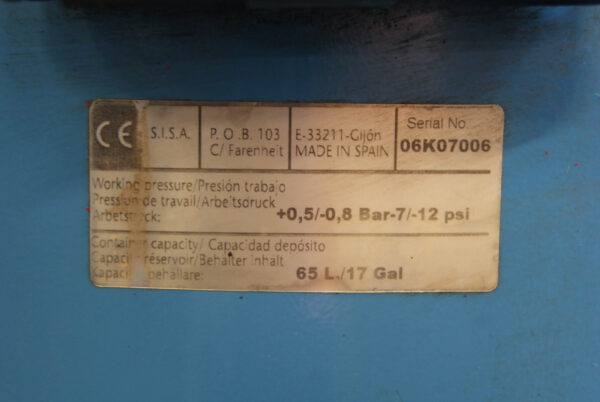 CE
S.I.S.A.
P. O .B. 103
C/ Farenheit
E-33211-Gijón
MADE IN SPAIN
Serial No.
06K07006
Working pressure/Presión trabajo
Pression de travail/Arbeitsdruck
+0,5/-0,8 Bar-7/-12 psi
Container capacity/ Capacidad depósito
réservoir/Behälter inhalt
behållare: 65 L./17 Gal